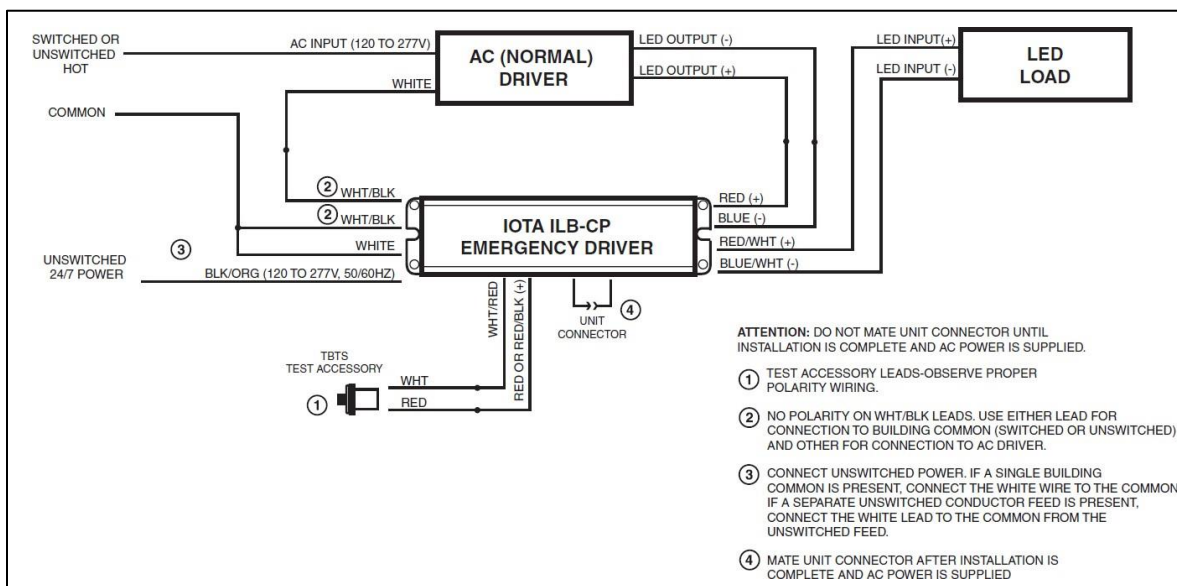 SWITCHED OR
UNSWITCHED
HOT
AC INPUT (120 TO 277V)
AC (NORMAL)
DRIVER
LED OUTPUT (-)
LED OUTPUT (+)
LED INPUT(+)
LED INPUT (-)
LED
LOAD
WHITE
COMMON
2 WHT/BLK
2 WHT/BLK
WHITE
3
UNSWITCHED
24/7 POWER
BLK/ORG (120 TO 277V, 50/60HZ)
IOTA ILB-CP
EMERGENCY DRIVER
RED (+)
BLUE (-)
RED/WHT (+)
BLUE/WHT (-)
WHT/RED
RED OR RED/BLK (+)
4
UNIT
CONNECTOR
TBTS
TEST ACCESSORY
WHT
RED
1
ATTENTION: DO NOT MATE UNIT CONNECTOR UNTIL
INSTALLATION IS COMPLETE AND AC POWER IS SUPPLIED.
1 TEST ACCESSORY LEADS-OBSERVE PROPER
POLARITY WIRING.
2 NO POLARITY ON WHT/BLK LEADS. USE EITHER LEAD FOR
CONNECTION TO BUILDING COMMON (SWITCHED OR UNSWITCHED)
AND OTHER FOR CONNECTION TO AC DRIVER.
3 CONNECT UNSWITCHED POWER. IF A SINGLE BUILDING
COMMON IS PRESENT, CONNECT THE WHITE WIRE TO THE COMMON
IF A SEPARATE UNSWITCHED CONDUCTOR FEED IS PRESENT,
CONNECT THE WHITE LEAD TO THE COMMON FROM THE
UNSWITCHED FEED.
4 MATE UNIT CONNECTOR AFTER INSTALLATION IS
COMPLETE AND AC POWER IS SUPPLIED